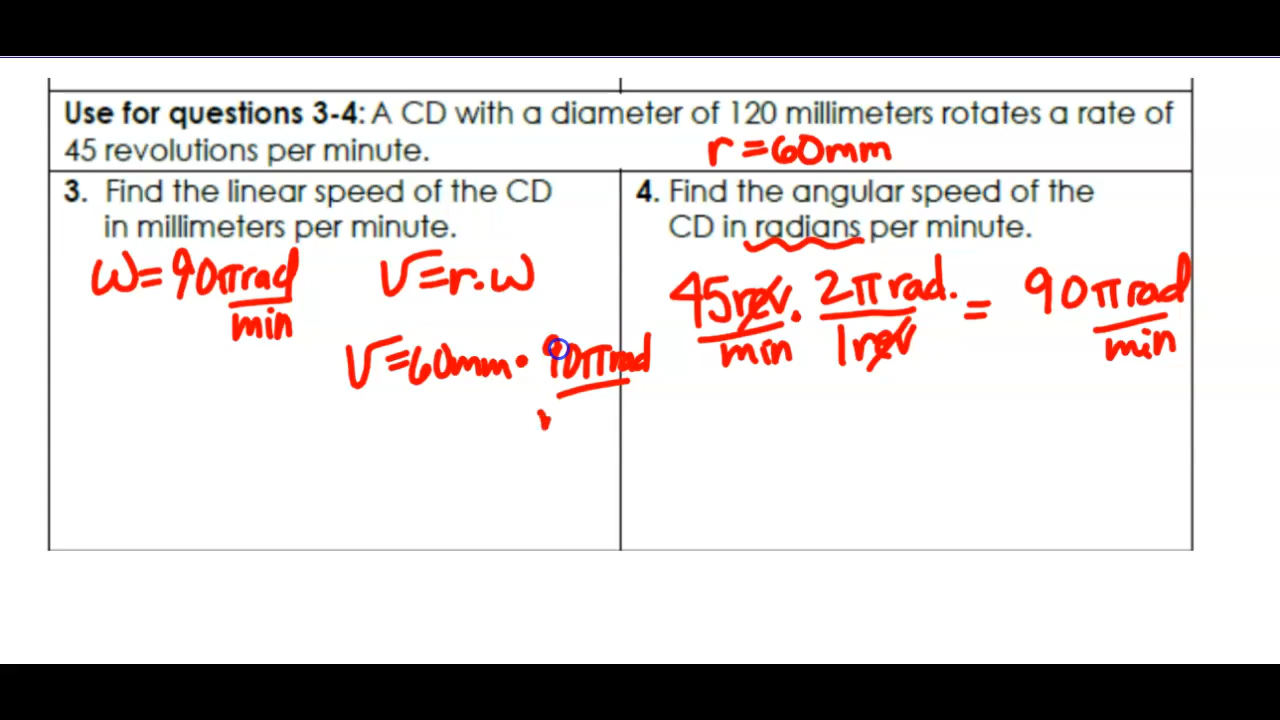 Use for questions 3-4: A CD with a diameter of 120 millimeters rotates a rate of
45 revolutions per minute.
r = 60mm
3. Find the linear speed of the CD
in millimeters per minute.
ω = 90π rad
min
V = r · ω
V = 60mm · 90π rad
4. Find the angular speed of the
CD in radians per minute.
45 rev · 2π rad. = 90π rad
min 1 rev min